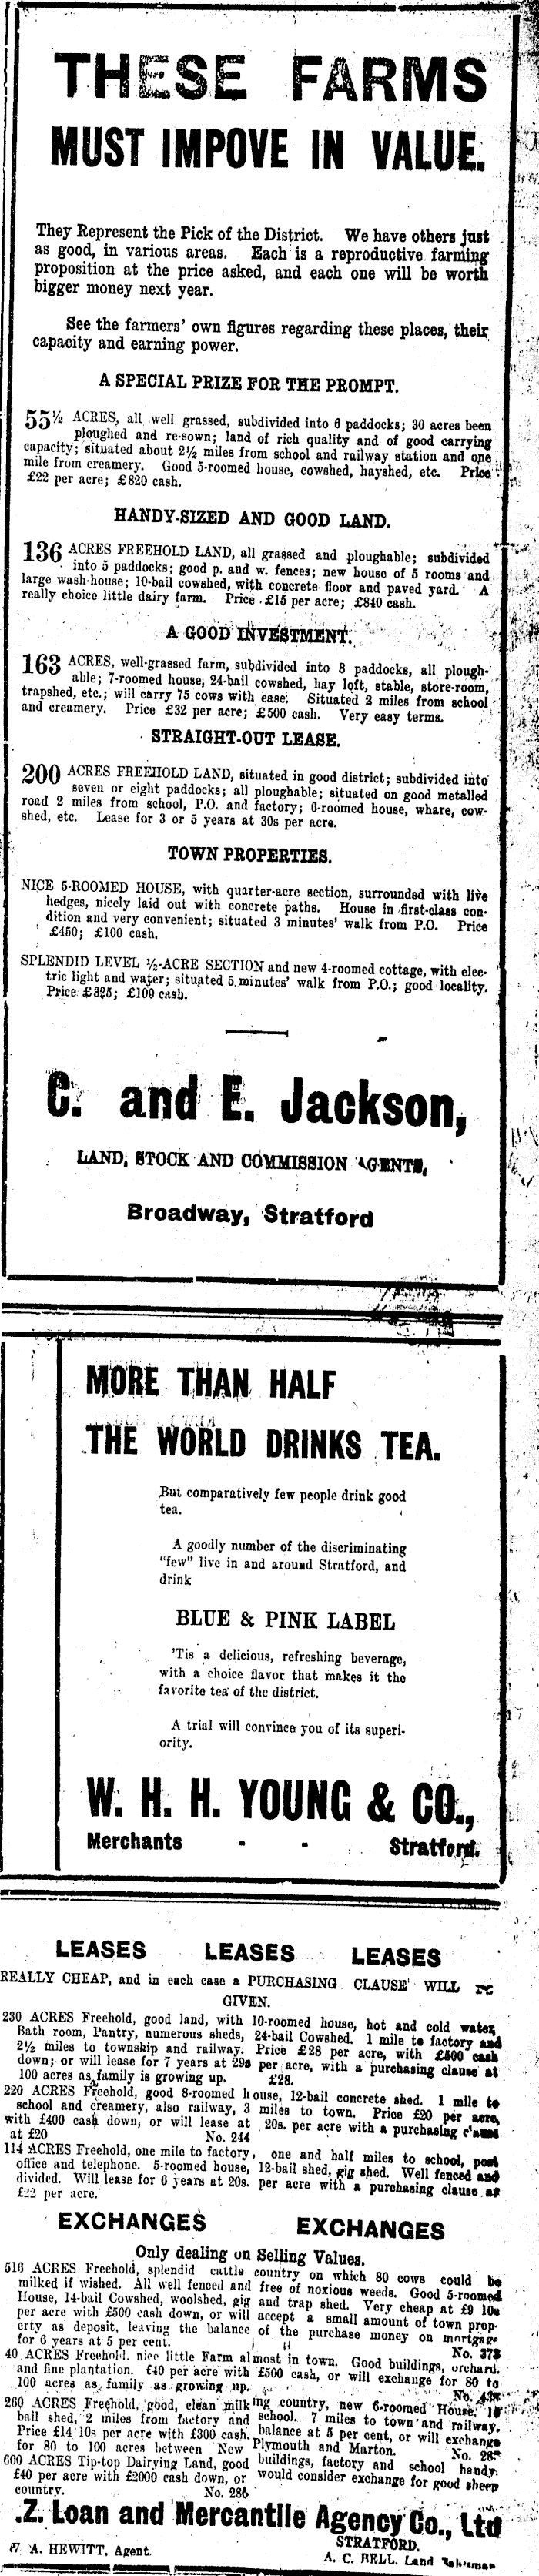 THESE FARMS
MUST IMPOVE IN VALUE.
They Represent the Pick of the District. We have others just
as good, in various areas. Each is a reproductive farming
proposition at the price asked, and each one will be worth
bigger money next year.
See the farmers' own figures regarding these places, their
capacity and earning power.
A SPECIAL PRIZE FOR THE PROMPT.
55½ ACRES, all well grassed, subdivided into 6 paddocks; 30 acres been
ploughed and re-sown; land of rich quality and of good carrying
capacity; situated about 2½ miles from school and railway station and one
mile from creamery. Good 5-roomed house, cowshed, hayshed, etc. Price
£22 per acre; £820 cash.
HANDY-SIZED AND GOOD LAND.
136 ACRES FREEHOLD LAND, all grassed and ploughable; subdivided
into 5 paddocks; good p. and w. fences; new house of 5 rooms and
large wash-house; 10-bail cowshed, with concrete floor and paved yard. A
really choice little dairy farm. Price £15 per acre; £840 cash.
A GOOD INVESTMENT.
163 ACRES, well-grassed farm, subdivided into 8 paddocks, all plough-
able; 7-roomed house, 24-bail cowshed, hay loft, stable, store-room,
trapshed, etc.; will carry 75 cows with ease; Situated 2 miles from school
and creamery. Price £32 per acre; £500 cash. Very easy terms.
STRAIGHT-OUT LEASE.
200 ACRES FREEHOLD LAND, situated in good district; subdivided into
seven or eight paddocks; all ploughable; situated on good metalled
road 2 miles from school, P.O. and factory; 6-roomed house, whare, cow-
shed, etc. Lease for 3 or 5 years at 30s per acre.
TOWN PROPERTIES.
NICE 5-ROOMED HOUSE, with quarter-acre section, surrounded with live
hedges, nicely laid out with concrete paths. House in first-class con-
dition and very convenient; situated 3 minutes' walk from P.O. Price
£450; £100 cash.
SPLENDID LEVEL ½-ACRE SECTION and new 4-roomed cottage, with elec-
tric light and water; situated 5 minutes' walk from P.O.; good locality.
Price £325; £100 cash.
C. and E. Jackson,
LAND, STOCK AND COMMISSION AGENTS,
Broadway, Stratford
MORE THAN HALF
THE WORLD DRINKS TEA.
But comparatively few people drink good
tea.
A goodly number of the discriminating
"few" live in and around Stratford, and
drink
BLUE & PINK LABEL
'Tis a delicious, refreshing beverage,
with a choice flavor that makes it the
favorite tea of the district.
A trial will convince you of its superi-
ority.
W. H. H. YOUNG & CO.,
Merchants - - Stratford.
LEASES LEASES LEASES
REALLY CHEAP, and in each case a PURCHASING CLAUSE WILL BE
GIVEN.
230 ACRES Freehold, good land, with 10-roomed house, hot and cold water,
Bath room, Pantry, numerous sheds, 24-bail Cowshed. 1 mile to factory and
2½ miles to township and railway. Price £28 per acre, with £500 cash
down; or will lease for 7 years at 29s per acre, with a purchasing clause at
100 acres as family is growing up. £28.
220 ACRES Freehold, good 8-roomed house, 12-bail concrete shed. 1 mile to
school and creamery, also railway, 3 miles to town. Price £20 per acre,
with £400 cash down, or will lease at 20s. per acre with a purchasing clause
at £20 No. 244
114 ACRES Freehold, one mile to factory, one and half miles to school, post
office and telephone. 5-roomed house, 12-bail shed, gig shed. Well fenced and
divided. Will lease for 6 years at 20s. per acre with a purchasing clause at
£22 per acre.
EXCHANGES EXCHANGES
Only dealing on Selling Values.
516 ACRES Freehold, splendid cattle country on which 80 cows could be
milked if wished. All well fenced and free of noxious weeds. Good 5-roomed
House, 14-bail Cowshed, woolshed, gig and trap shed. Very cheap at £9 10s
per acre with £500 cash down, or will accept a small amount of town prop-
erty as deposit, leaving the balance of the purchase money on mortgage
for 6 years at 5 per cent. No. 373
40 ACRES Freehold, nice little Farm almost in town. Good buildings, orchard,
and fine plantation. £40 per acre with £500 cash, or will exchange for 80 to
100 acres as family as growing up. No.
260 ACRES Freehold, good, clean milking country, new 6-roomed House,
bail shed, 2 miles from factory and school. 7 miles to town and railway.
Price £14 10s per acre with £300 cash, balance at 5 per cent, or will exchange
for 80 to 100 acres between New Plymouth and Marton. No.
600 ACRES Tip-top Dairying Land, good buildings, factory and school handy.
£40 per acre with £2000 cash down, or would consider exchange for good sheep
country. No. 286
.Z. Loan and Mercantile Agency Co., Ltd
STRATFORD.
W A. HEWITT, Agent. A. C. BELL, Land Salesman